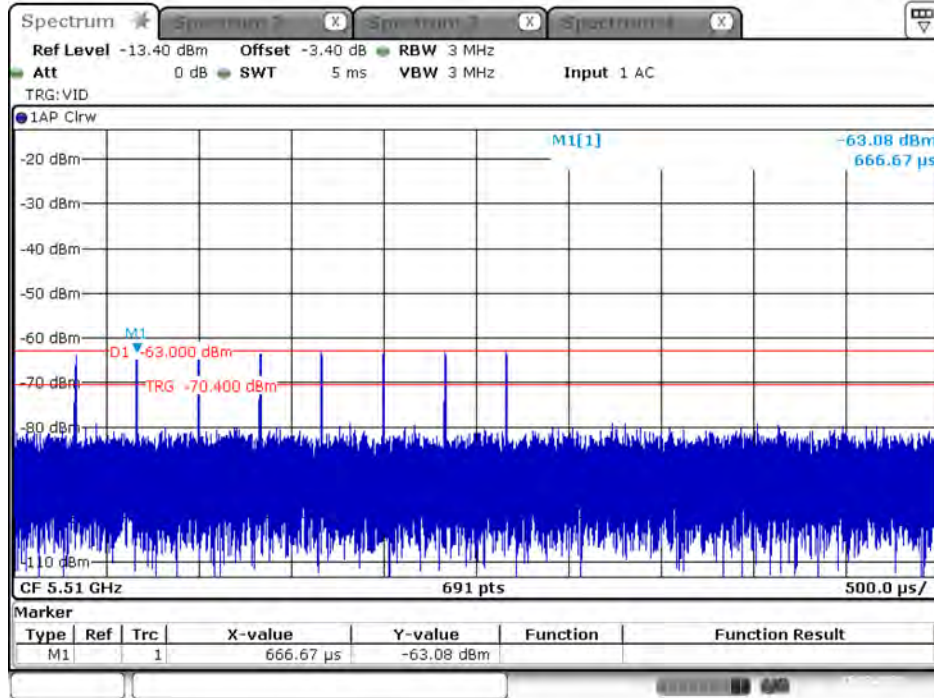 Spectrum
X
X
X
Ref Level -13.40 dBm Offset -3.40 dB RBW 3 MHz
Att 0 dB SWT 5 ms VBW 3 MHz Input 1 AC
TRG:VID
1AP Clrw
M1[1] -63.08 dBm
666.67 µs
-20 dBm
-30 dBm
-40 dBm
-50 dBm
-60 dBm
M1
D1 -63.000 dBm
-70 dBm
TRG -70.400 dBm
-80 dBm
-110 dBm
CF 5.51 GHz 691 pts 500.0 µs/
Marker
Type Ref Trc X-value Y-value Function Function Result
M1 1 666.67 µs -63.08 dBm